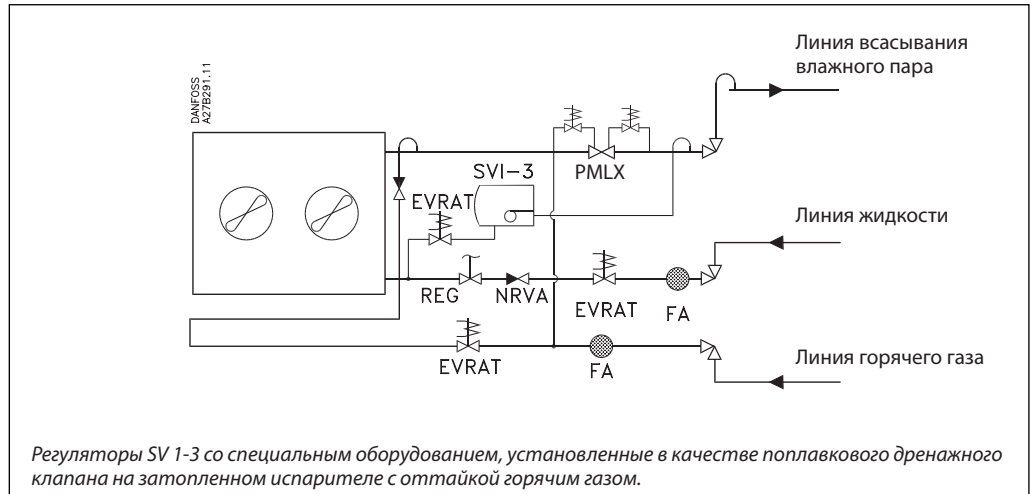 Линия всасывания
влажного пара
DANFOSS
A27B291.11
SVI-3
PMLX
EVRAT
Линия жидкости
REG
NRVA
EVRAT
FA
EVRAT
FA
Линия горячего газа
Регуляторы SV 1-3 со специальным оборудованием, установленные в качестве поплавкового дренажного
клапана на затопленном испарителе с оттайкой горячим газом.